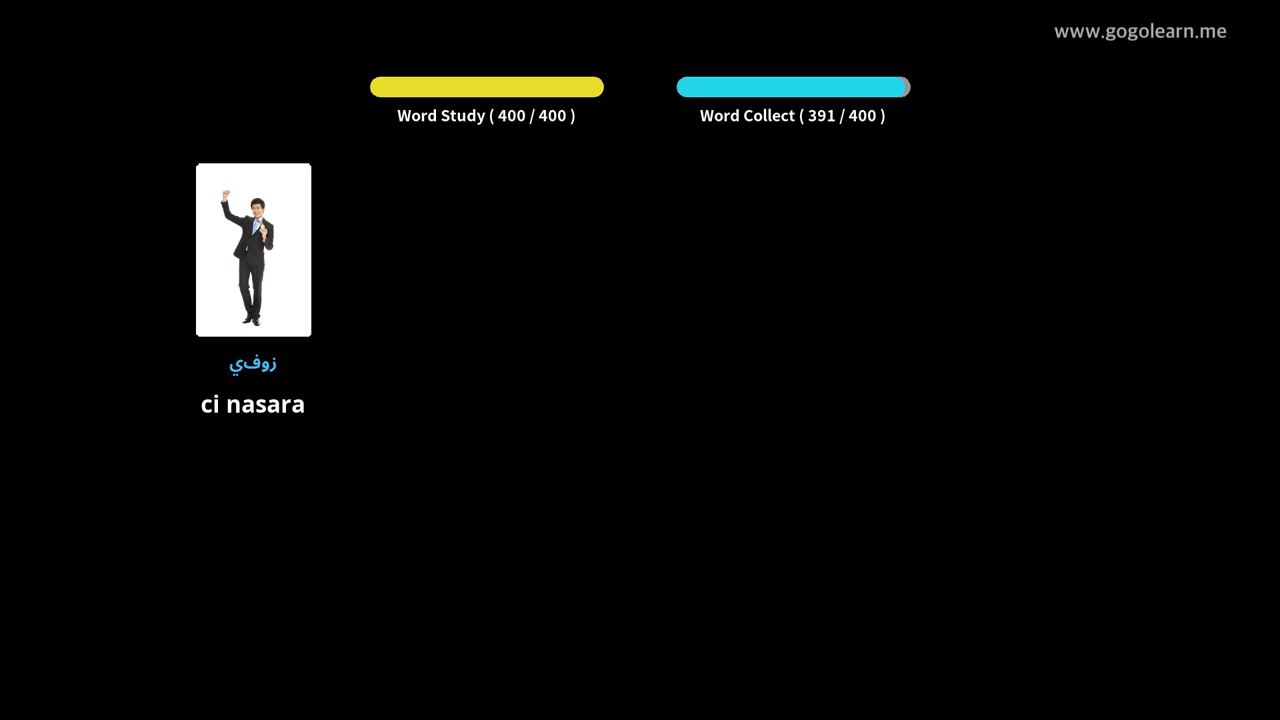 www.gogolearn.me
Word Study ( 400 / 400 )
Word Collect ( 391 / 400 )
زوفي
ci nasara